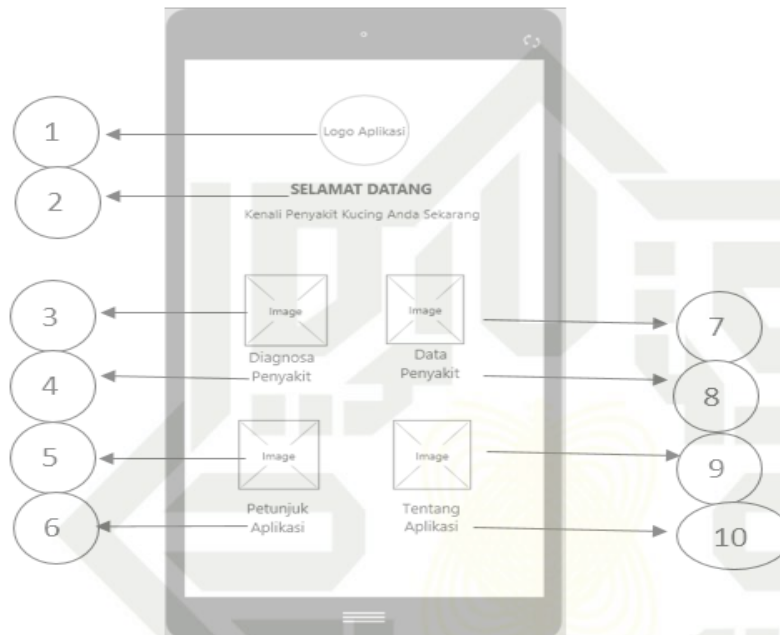 1
Logo Aplikasi
2
SELAMAT DATANG
Kenali Penyakit Kucing Anda Sekarang
3
Image
Image
7
Diagnosa
Penyakit
Data
Penyakit
4
8
5
Image
Image
9
Petunjuk
Aplikasi
Tentang
Aplikasi
6
10